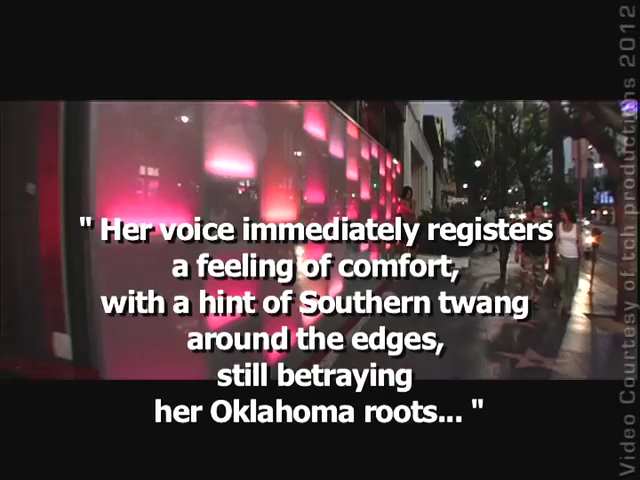 " Her voice immediately registers
a feeling of comfort,
with a hint of Southern twang
around the edges,
still betraying
her Oklahoma roots... "
Video Courtesy of tch productions 2012